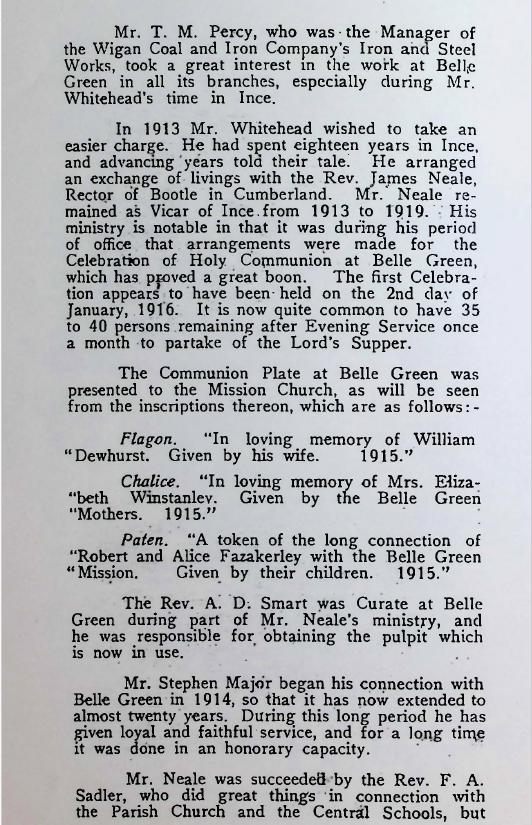 Mr. T. M. Percy, who was the Manager of
the Wigan Coal and Iron Company's Iron and Steel
Works, took a great interest in the work at Belle
Green in all its branches, especially during Mr.
Whitehead's time in Ince.
In 1913 Mr. Whitehead wished to take an
easier charge. He had spent eighteen years in Ince,
and advancing years told their tale. He arranged
an exchange of livings with the Rev. James Neale,
Rector of Bootle in Cumberland. Mr. Neale re-
mained as Vicar of Ince from 1913 to 1919. His
ministry is notable in that it was during his period
of office that arrangements were made for the
Celebration of Holy Communion at Belle Green,
which has proved a great boon. The first Celebra-
tion appears to have been held on the 2nd day of
January, 1916. It is now quite common to have 35
to 40 persons remaining after Evening Service once
a month to partake of the Lord's Supper.
The Communion Plate at Belle Green was
presented to the Mission Church, as will be seen
from the inscriptions thereon, which are as follows:-
Flagon. "In loving memory of William
"Dewhurst. Given by his wife. 1915."
Chalice. "In loving memory of Mrs. Eliza-
"beth Winstanley. Given by the Belle Green
"Mothers. 1915."
Paten. "A token of the long connection of
"Robert and Alice Fazakerley with the Belle Green
"Mission. Given by their children. 1915."
The Rev. A. D. Smart was Curate at Belle
Green during part of Mr. Neale's ministry, and
he was responsible for obtaining the pulpit which
is now in use.
Mr. Stephen Major began his connection with
Belle Green in 1914, so that it has now extended to
almost twenty years. During this long period he has
given loyal and faithful service, and for a long time
it was done in an honorary capacity.
Mr. Neale was succeeded by the Rev. F. A.
Sadler, who did great things in connection with
the Parish Church and the Central Schools, but